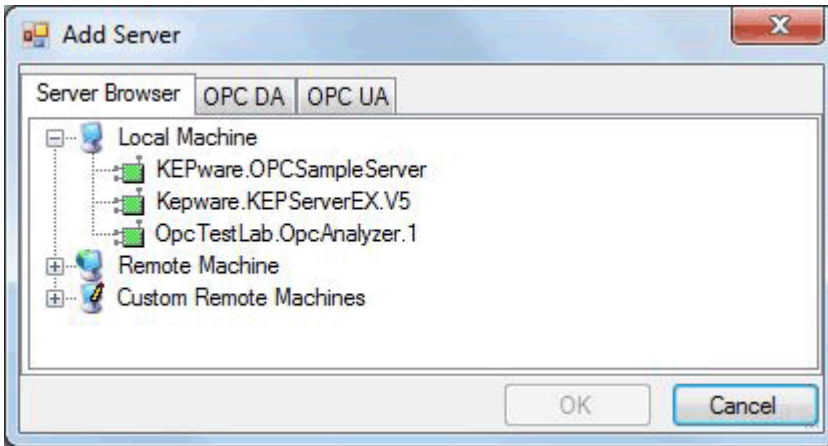 Add Server
Server Browser OPC DA OPC UA
Local Machine
KEPware.OPCSampleServer
Kepware.KEPServerEX.V5
OpcTestLab.OpcAnalyzer.1
Remote Machine
Custom Remote Machines
OK Cancel